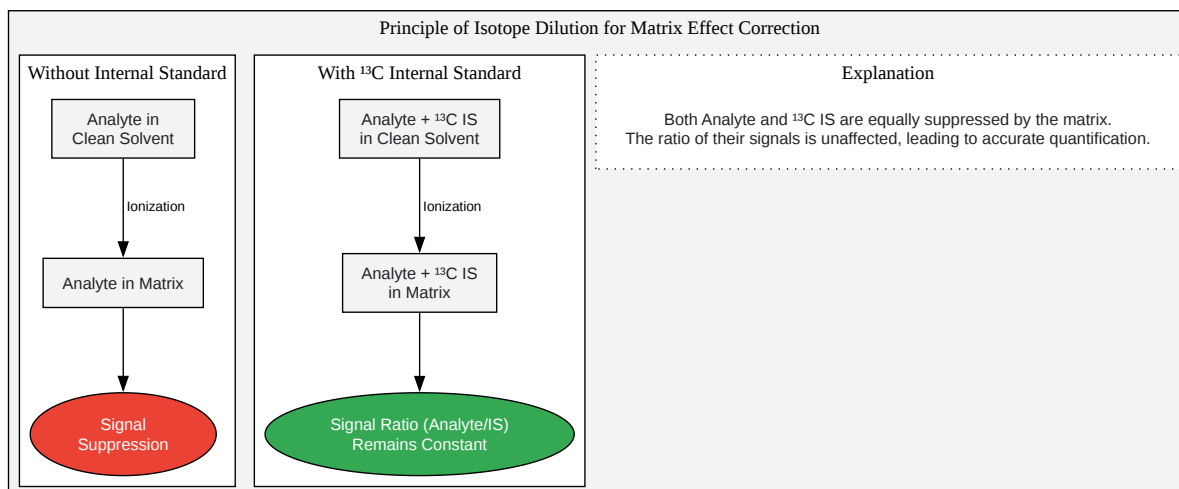 Principle of Isotope Dilution for Matrix Effect Correction
Without Internal Standard
Analyte in
Clean Solvent
Ionization
Analyte in Matrix
Signal
Suppression
With ¹³C Internal Standard
Analyte + ¹³C IS
in Clean Solvent
Ionization
Analyte + ¹³C IS
in Matrix
Signal Ratio (Analyte/IS)
Remains Constant
Explanation
Both Analyte and ¹³C IS are equally suppressed by the matrix.
The ratio of their signals is unaffected, leading to accurate quantification.